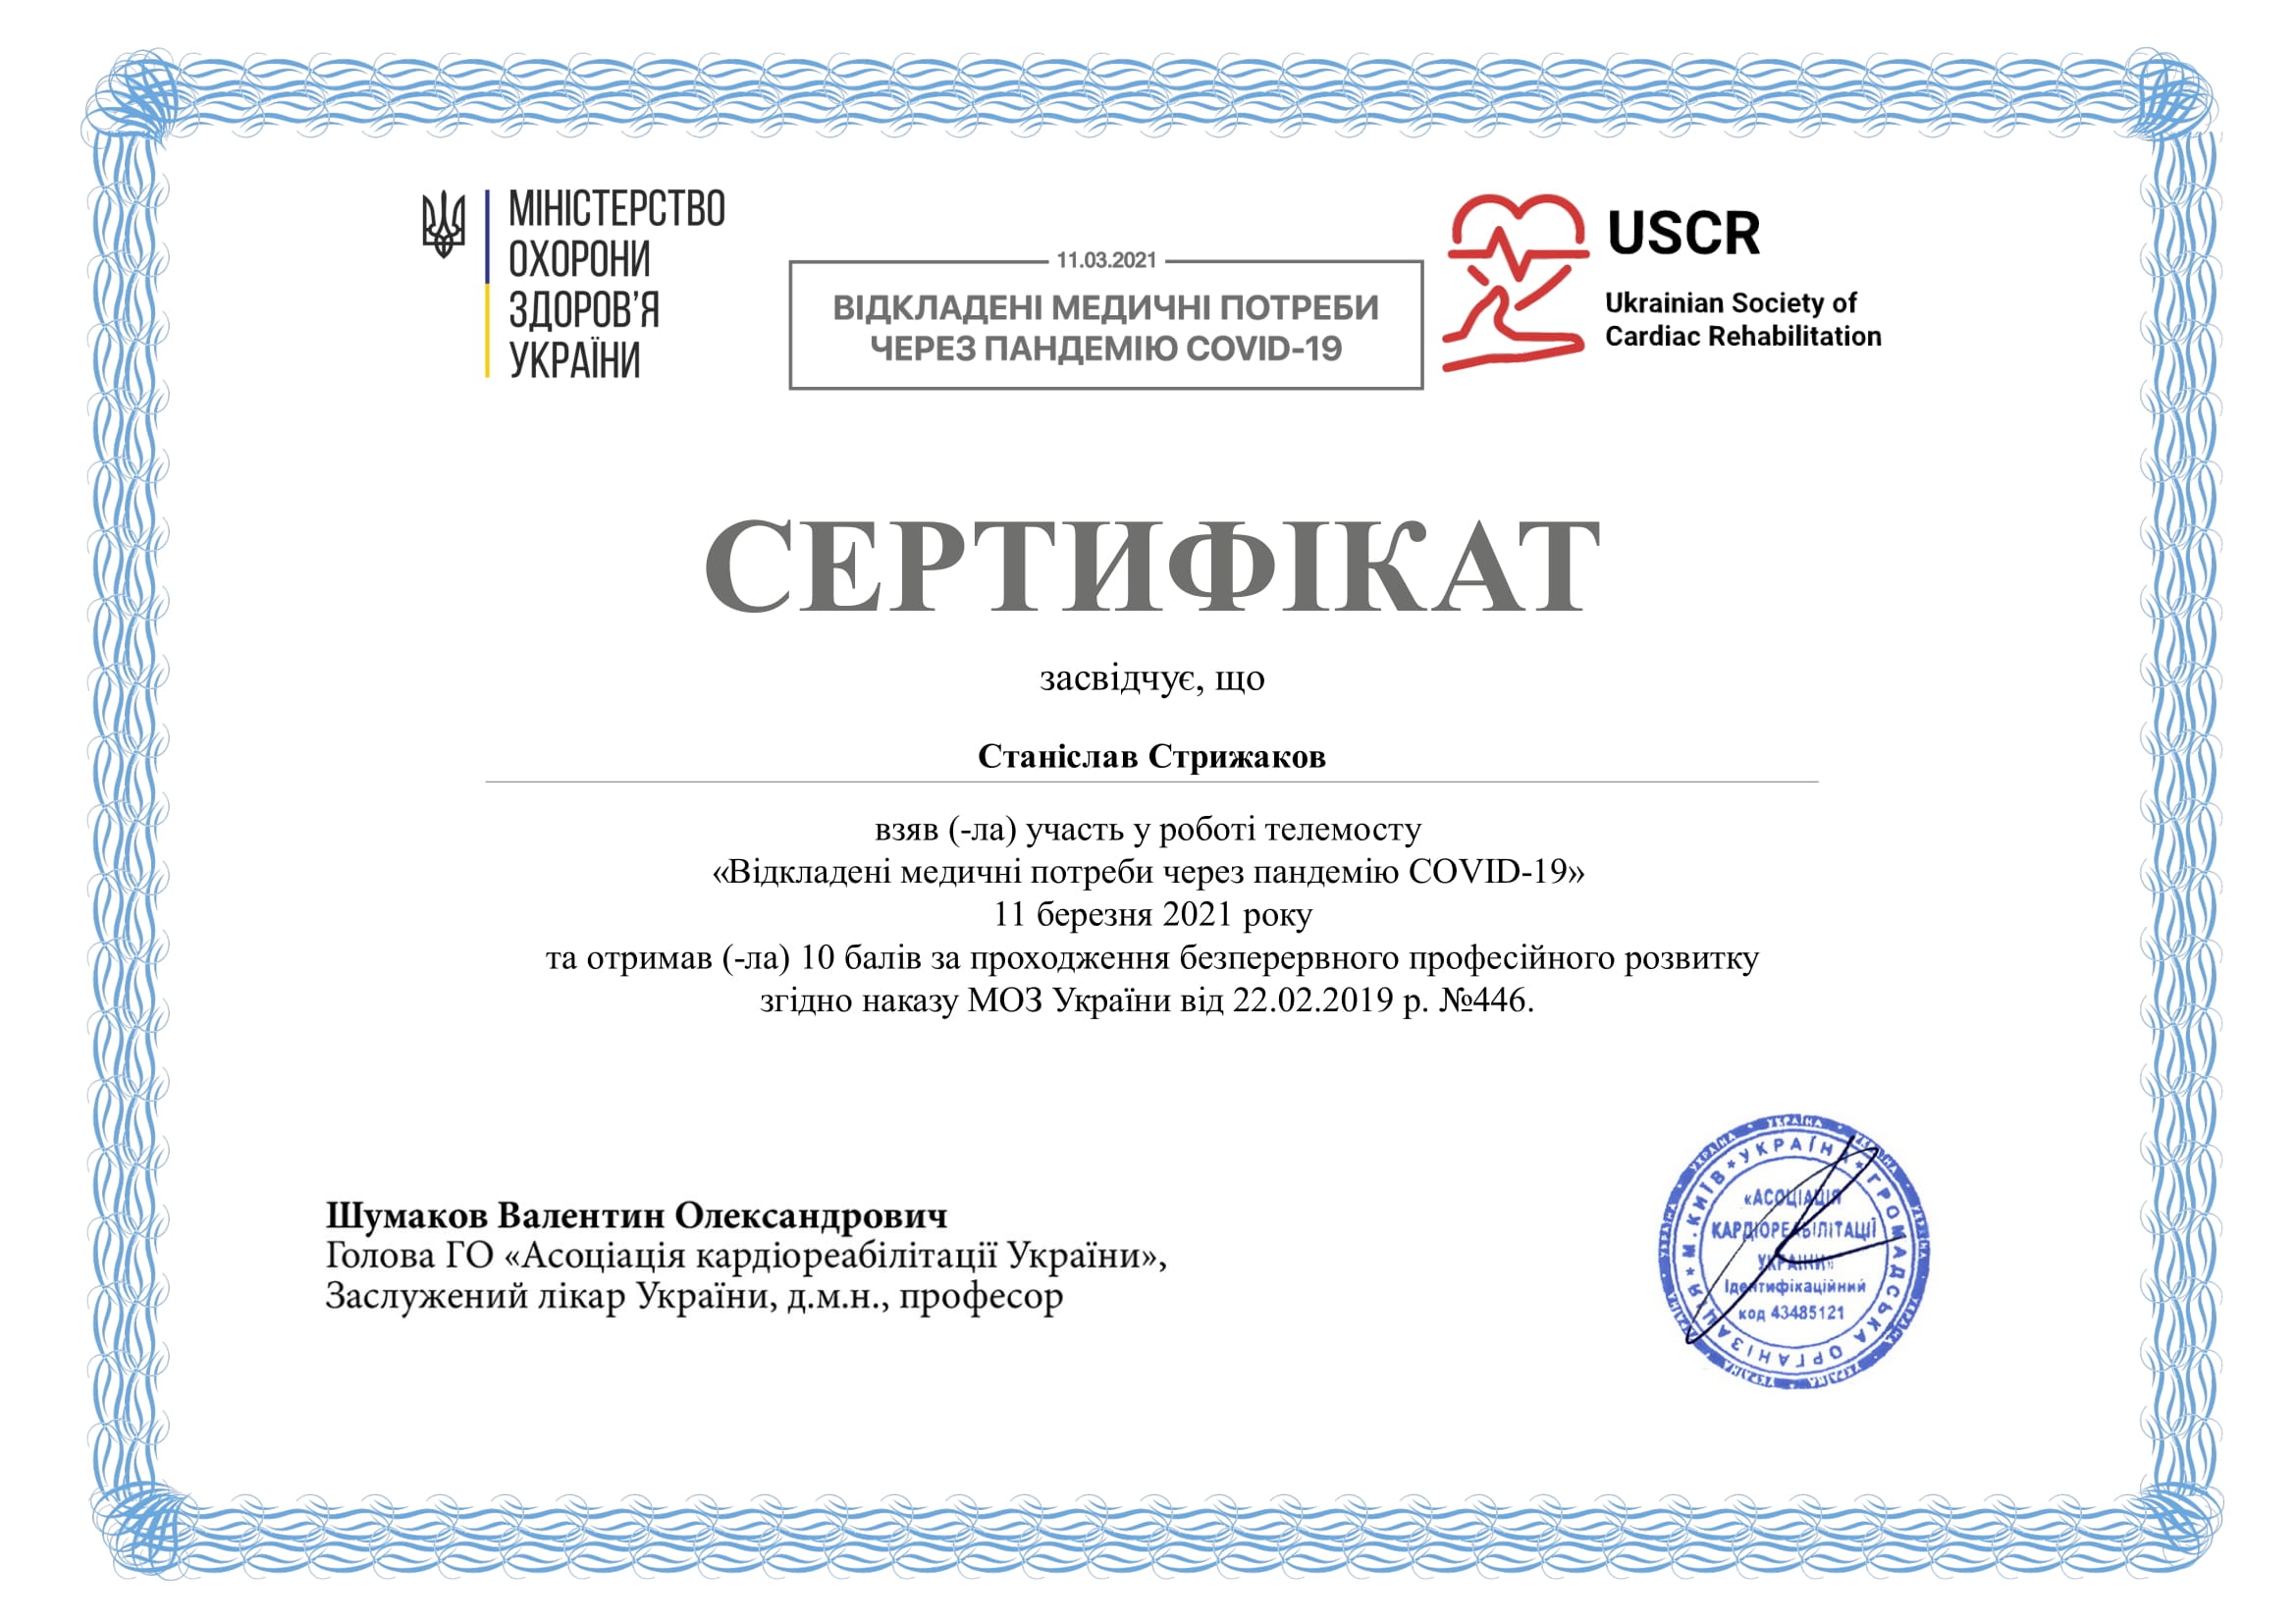 МІНІСТЕРСТВО
ОХОРОНИ
ЗДОРОВ’Я
УКРАЇНИ
11.03.2021
ВІДКЛАДЕНІ МЕДИЧНІ ПОТРЕБИ
ЧЕРЕЗ ПАНДЕМІЮ COVID-19
USCR
Ukrainian Society of
Cardiac Rehabilitation
СЕРТИФІКАТ
засвідчує, що
Станіслав Стрижаков
взяв (-ла) участь у роботі телемосту
«Відкладені медичні потреби через пандемію COVID-19»
11 березня 2021 року
та отримав (-ла) 10 балів за проходження безперервного професійного розвитку
згідно наказу МОЗ України від 22.02.2019 р. №446.
Шумаков Валентин Олександрович
Голова ГО «Асоціація кардіореабілітації України»,
Заслужений лікар України, д.м.н., професор
УКРАЇНА * ГРОМАДСЬКА ОРГАНІЗАЦІЯ * М.КИЇВ *
«АСОЦІАЦІЯ
КАРДІОРЕАБІЛІТАЦІЇ
УКРАЇНИ»
Ідентифікаційний
код 43485121